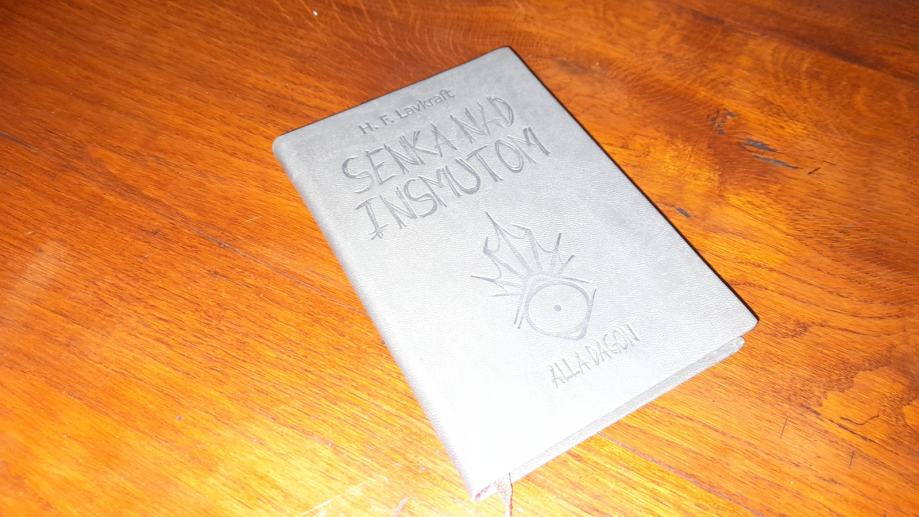 H. F. Lavkraft
SENKA NAD
INSMUTOM
ALLA DAGON